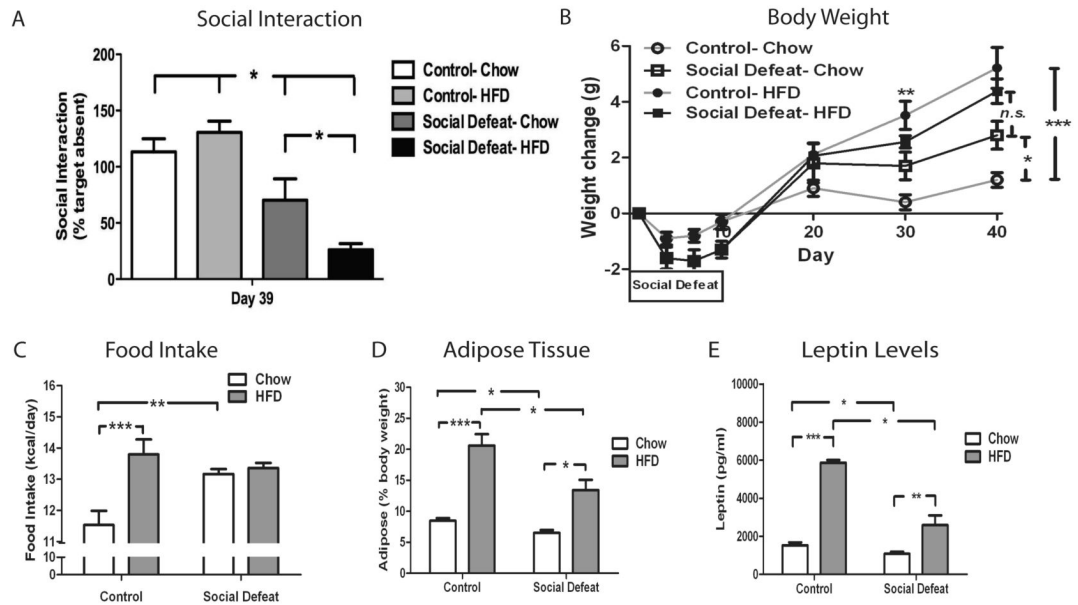 A
Social Interaction
Social Interaction
(% target absent)
200
150
100
50
0
*
*
Day 39
Control- Chow
Control- HFD
Social Defeat- Chow
Social Defeat- HFD
B
Body Weight
Weight change (g)
6
4
2
0
-2
Control- Chow
Social Defeat- Chow
Control- HFD
Social Defeat- HFD
**
n.s.
*
***
10
20
30
40
Day
Social Defeat
C
Food Intake
Food Intake (kcal/day)
16
15
14
13
12
11
10
0
Chow
HFD
**
***
Control
Social Defeat
D
Adipose Tissue
Adipose (% body weight)
30
25
20
15
10
5
0
*
*
***
*
Chow
HFD
Control
Social Defeat
E
Leptin Levels
Leptin (pg/ml)
10000
8000
6000
4000
2000
0
*
*
***
**
Chow
HFD
Control
Social Defeat